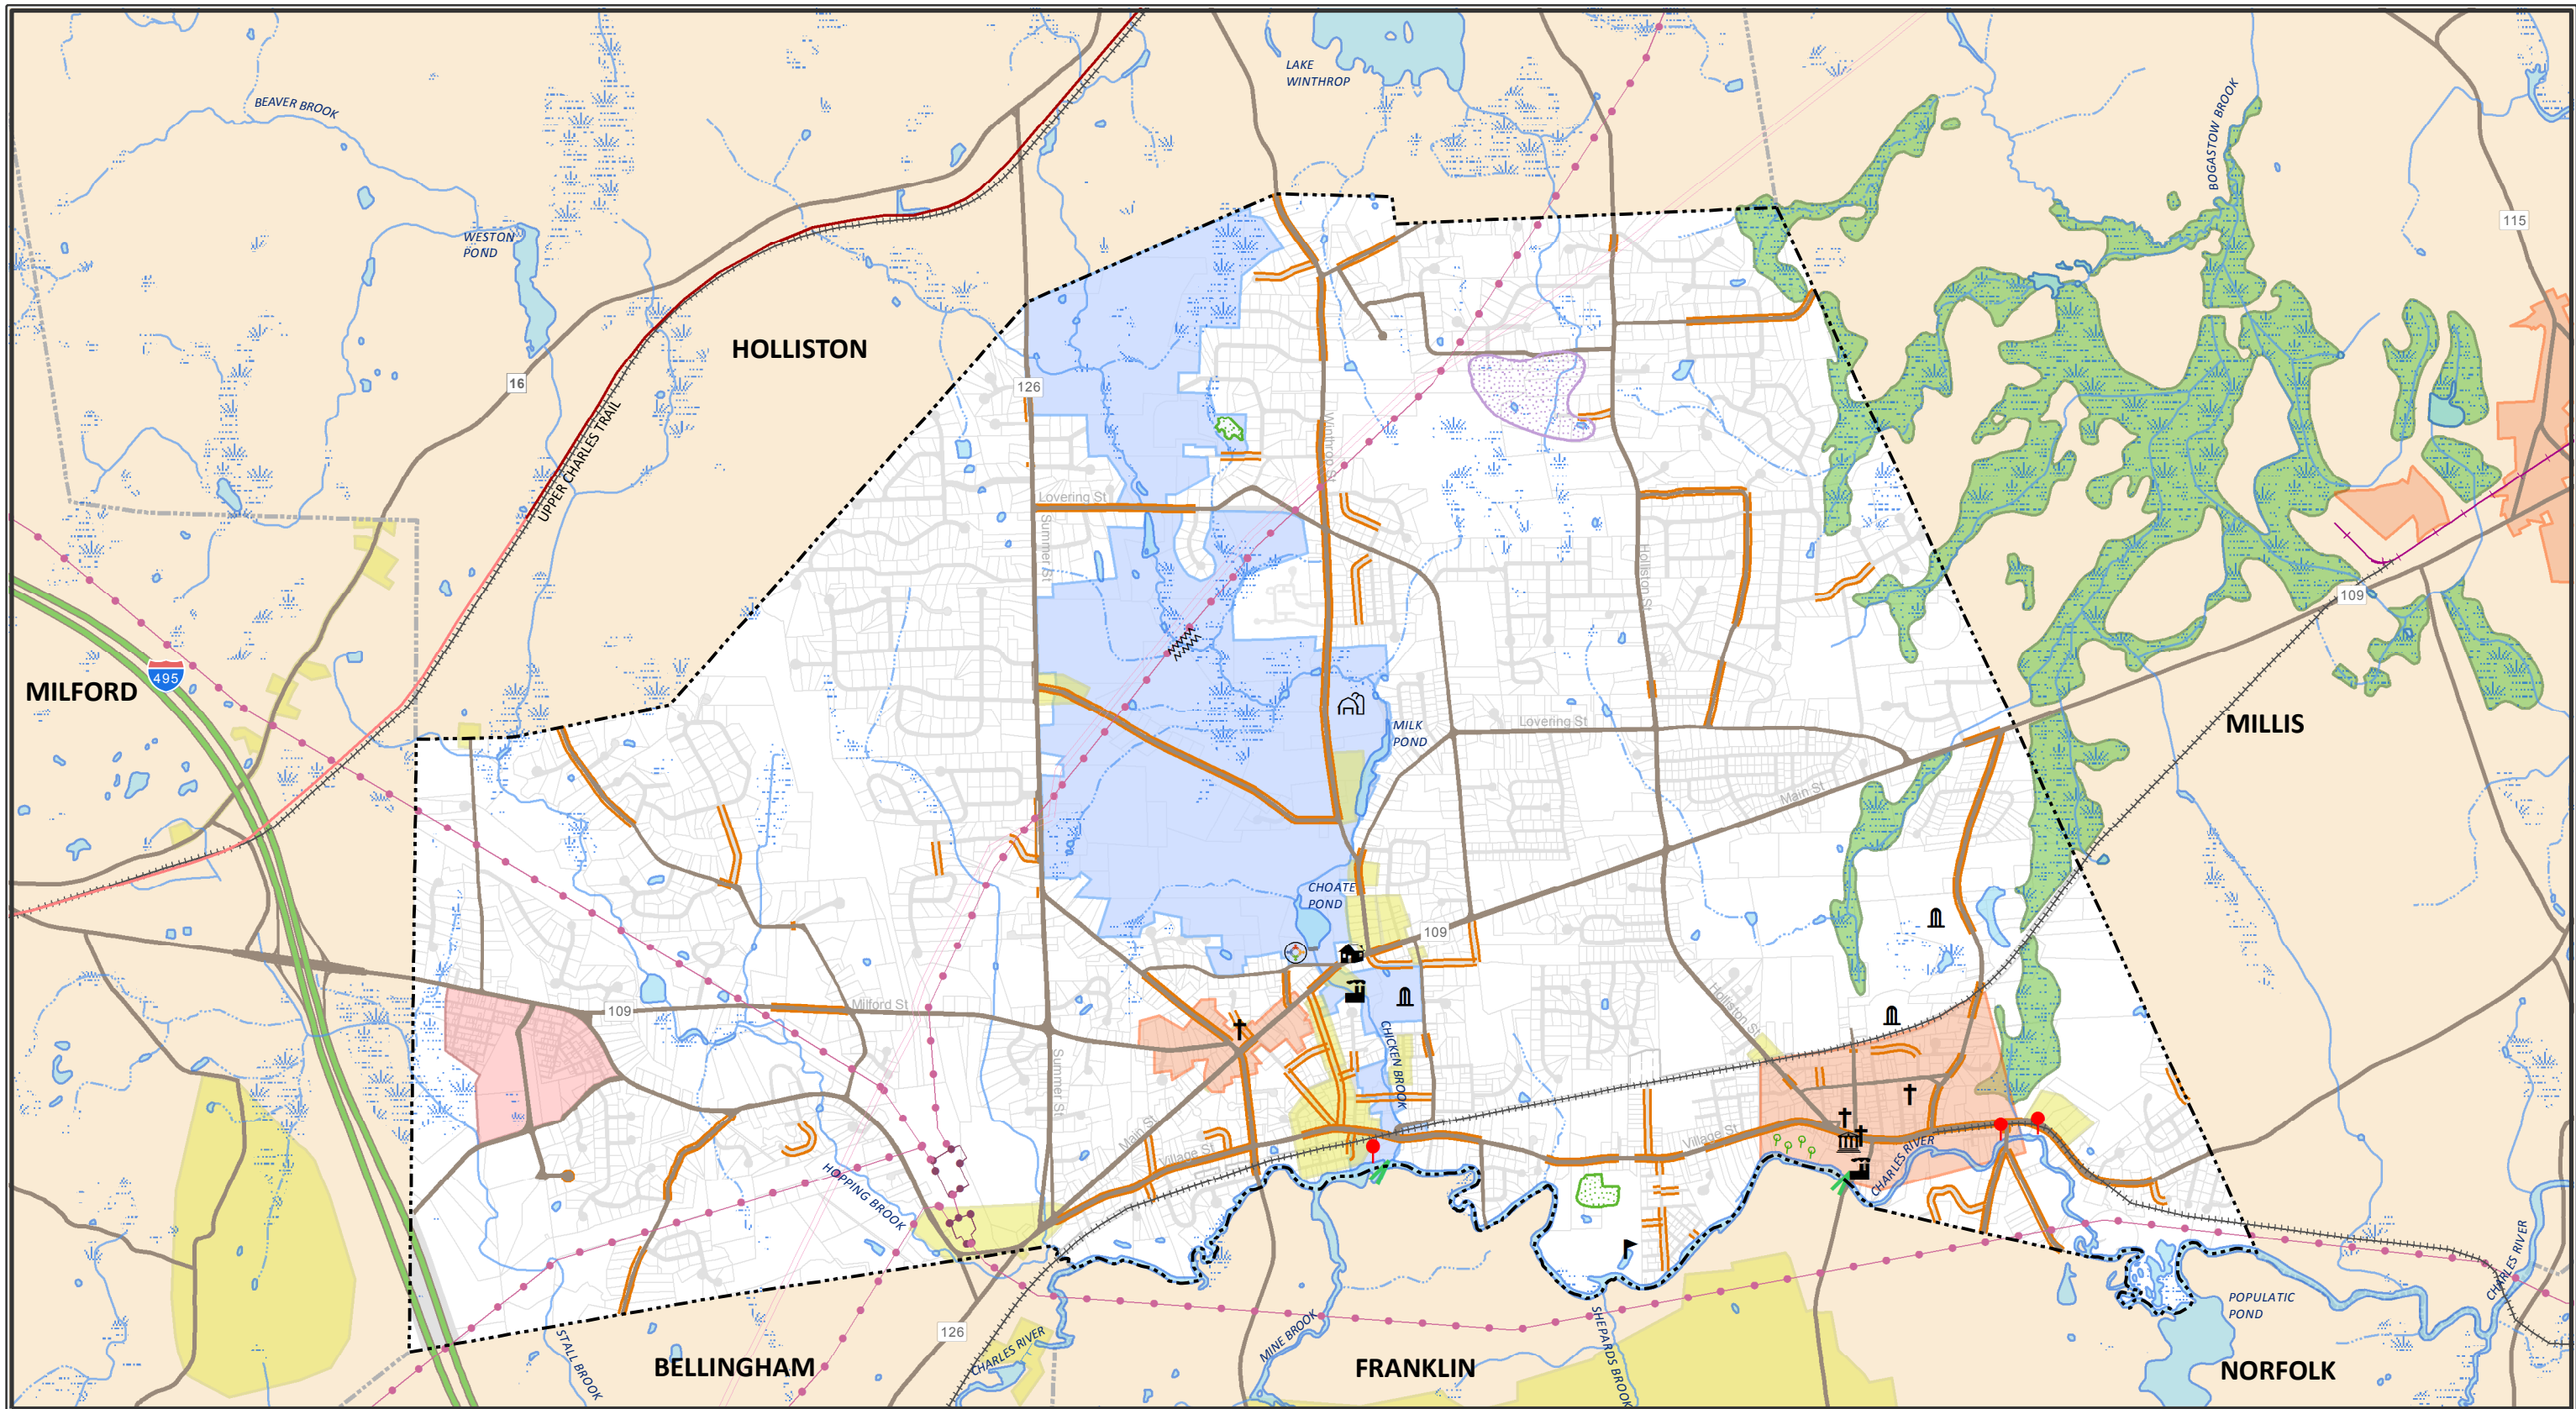 LAKE
WINTHROP
BEAVER BROOK
BOGASTOW BROOK
115
WESTON
POND
HOLLISTON
16
126
UPPER CHARLES TRAIL
Winthrop St
Lovering St
Summer St
Holliston St
109
495
MILFORD
MILK
POND
Lovering St
MILLIS
Main St
CHOATE
POND
109
109
Milford St
Holliston St
CHICKEN BROOK
Summer St
Main St
Village St
Village St
CHARLES RIVER
HOPPING BROOK
CHARLES RIVER
POPULATIC
POND
126
STALL BROOK
CHARLES RIVER
MINE BROOK
SHEPARDS BROOK
BELLINGHAM
FRANKLIN
NORFOLK